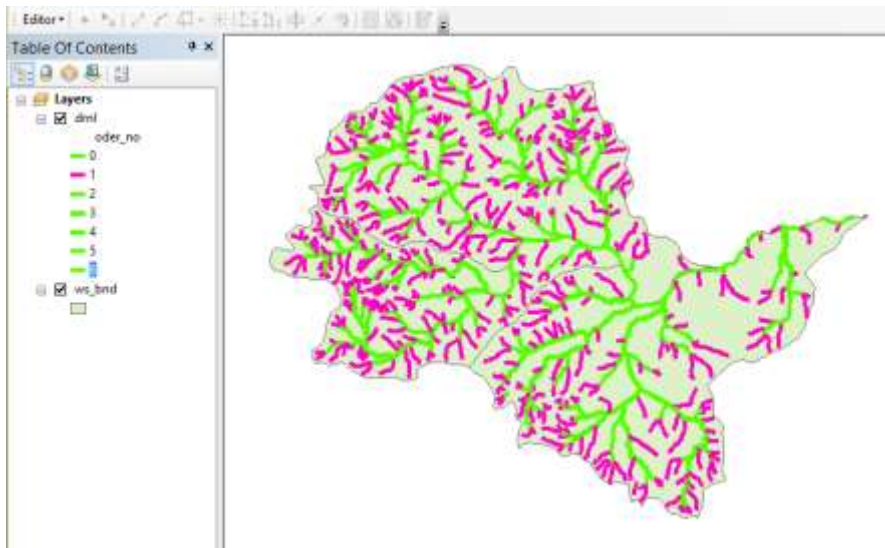 Editor
Table Of Contents
Layers
dml
oder_no
0
1
2
3
4
5
ws_bnd